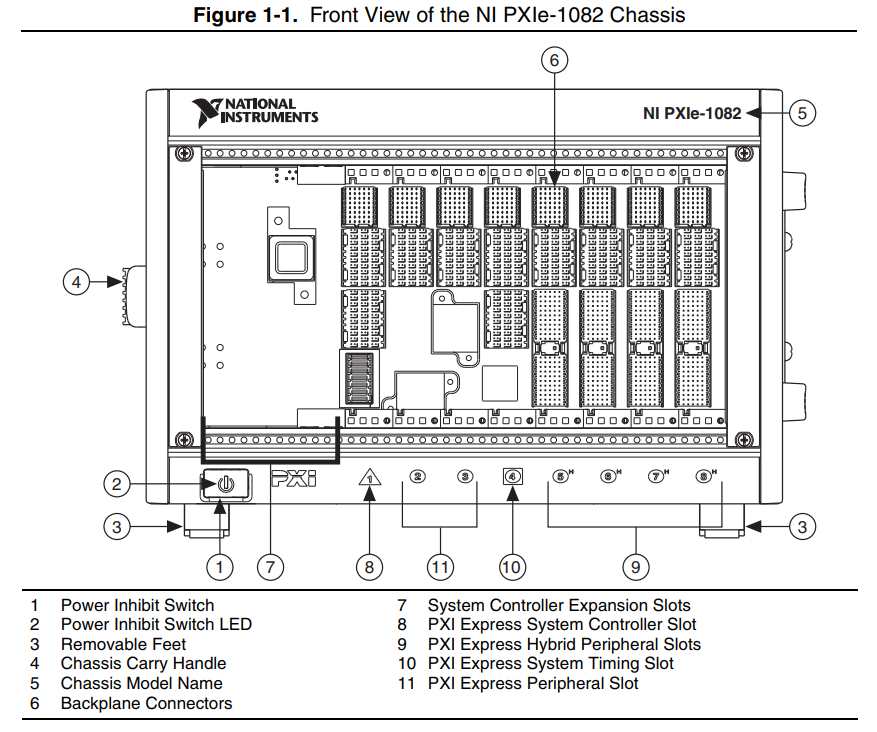 Figure 1-1. Front View of the NI PXIe-1082 Chassis
6
NATIONAL
INSTRUMENTS
NI PXIe-1082
5
4
2
PXI
1
2
3
4
5 H
6 H
7 H
8 H
3
3
1
7
8
11
10
9
1 Power Inhibit Switch
2 Power Inhibit Switch LED
3 Removable Feet
4 Chassis Carry Handle
5 Chassis Model Name
6 Backplane Connectors
7 System Controller Expansion Slots
8 PXI Express System Controller Slot
9 PXI Express Hybrid Peripheral Slots
10 PXI Express System Timing Slot
11 PXI Express Peripheral Slot